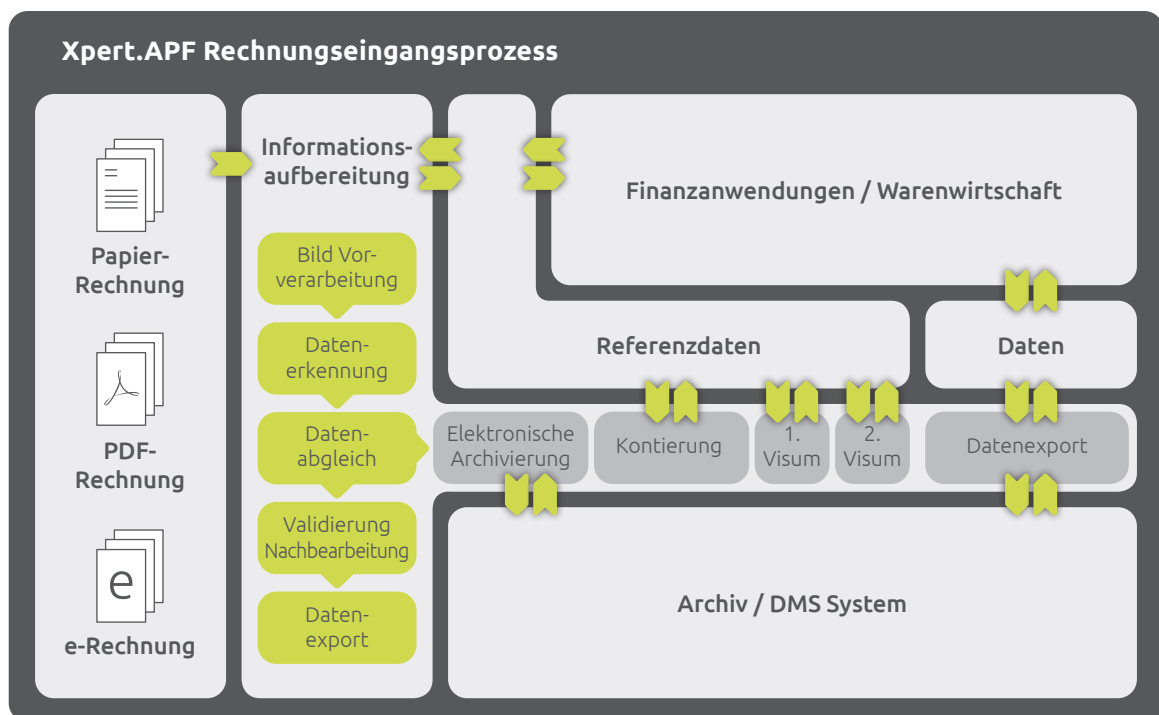 Xpert.APF Rechnungseingangsprozess
Papier-
Rechnung
PDF-
Rechnung
e
e-Rechnung
Informations-
aufbereitung
Bild Vor-
verarbeitung
Daten-
erkennung
Daten-
abgleich
Validierung
Nachbearbeitung
Daten-
export
Finanzanwendungen / Warenwirtschaft
Referenzdaten
Daten
Elektronische
Archivierung
Kontierung
1.
Visum
2.
Visum
Datenexport
Archiv / DMS System